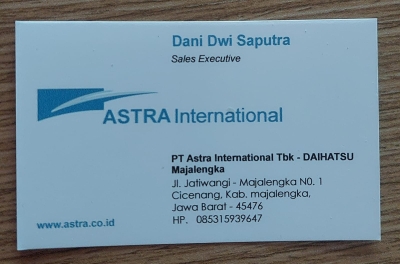 Dani Dwi Saputra
Sales Executive
ASTRA International
PT Astra International Tbk - DAIHATSU
Majalengka
Jl. Jatiwangi - Majalengka N0. 1
Cicenang, Kab. majalengka,
Jawa Barat - 45476
HP. 085315939647
www.astra.co.id